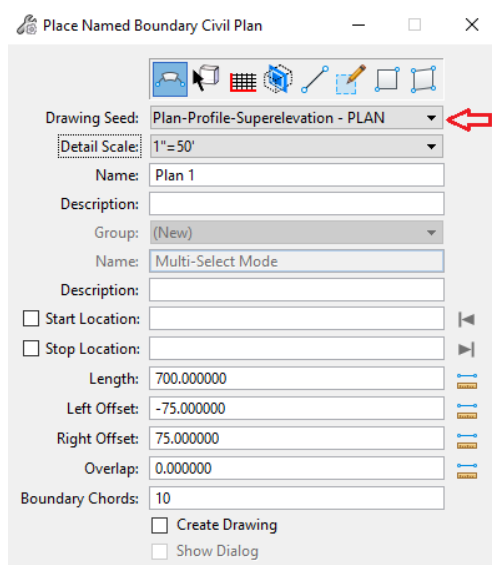 Place Named Boundary Civil Plan
Drawing Seed: Plan-Profile-Superelevation - PLAN
Detail Scale: 1"=50'
Name: Plan 1
Description:
Group: (New)
Name: Multi-Select Mode
Description:
Start Location:
Stop Location:
Length: 700.000000
Left Offset: -75.000000
Right Offset: 75.000000
Overlap: 0.000000
Boundary Chords: 10
Create Drawing
Show Dialog